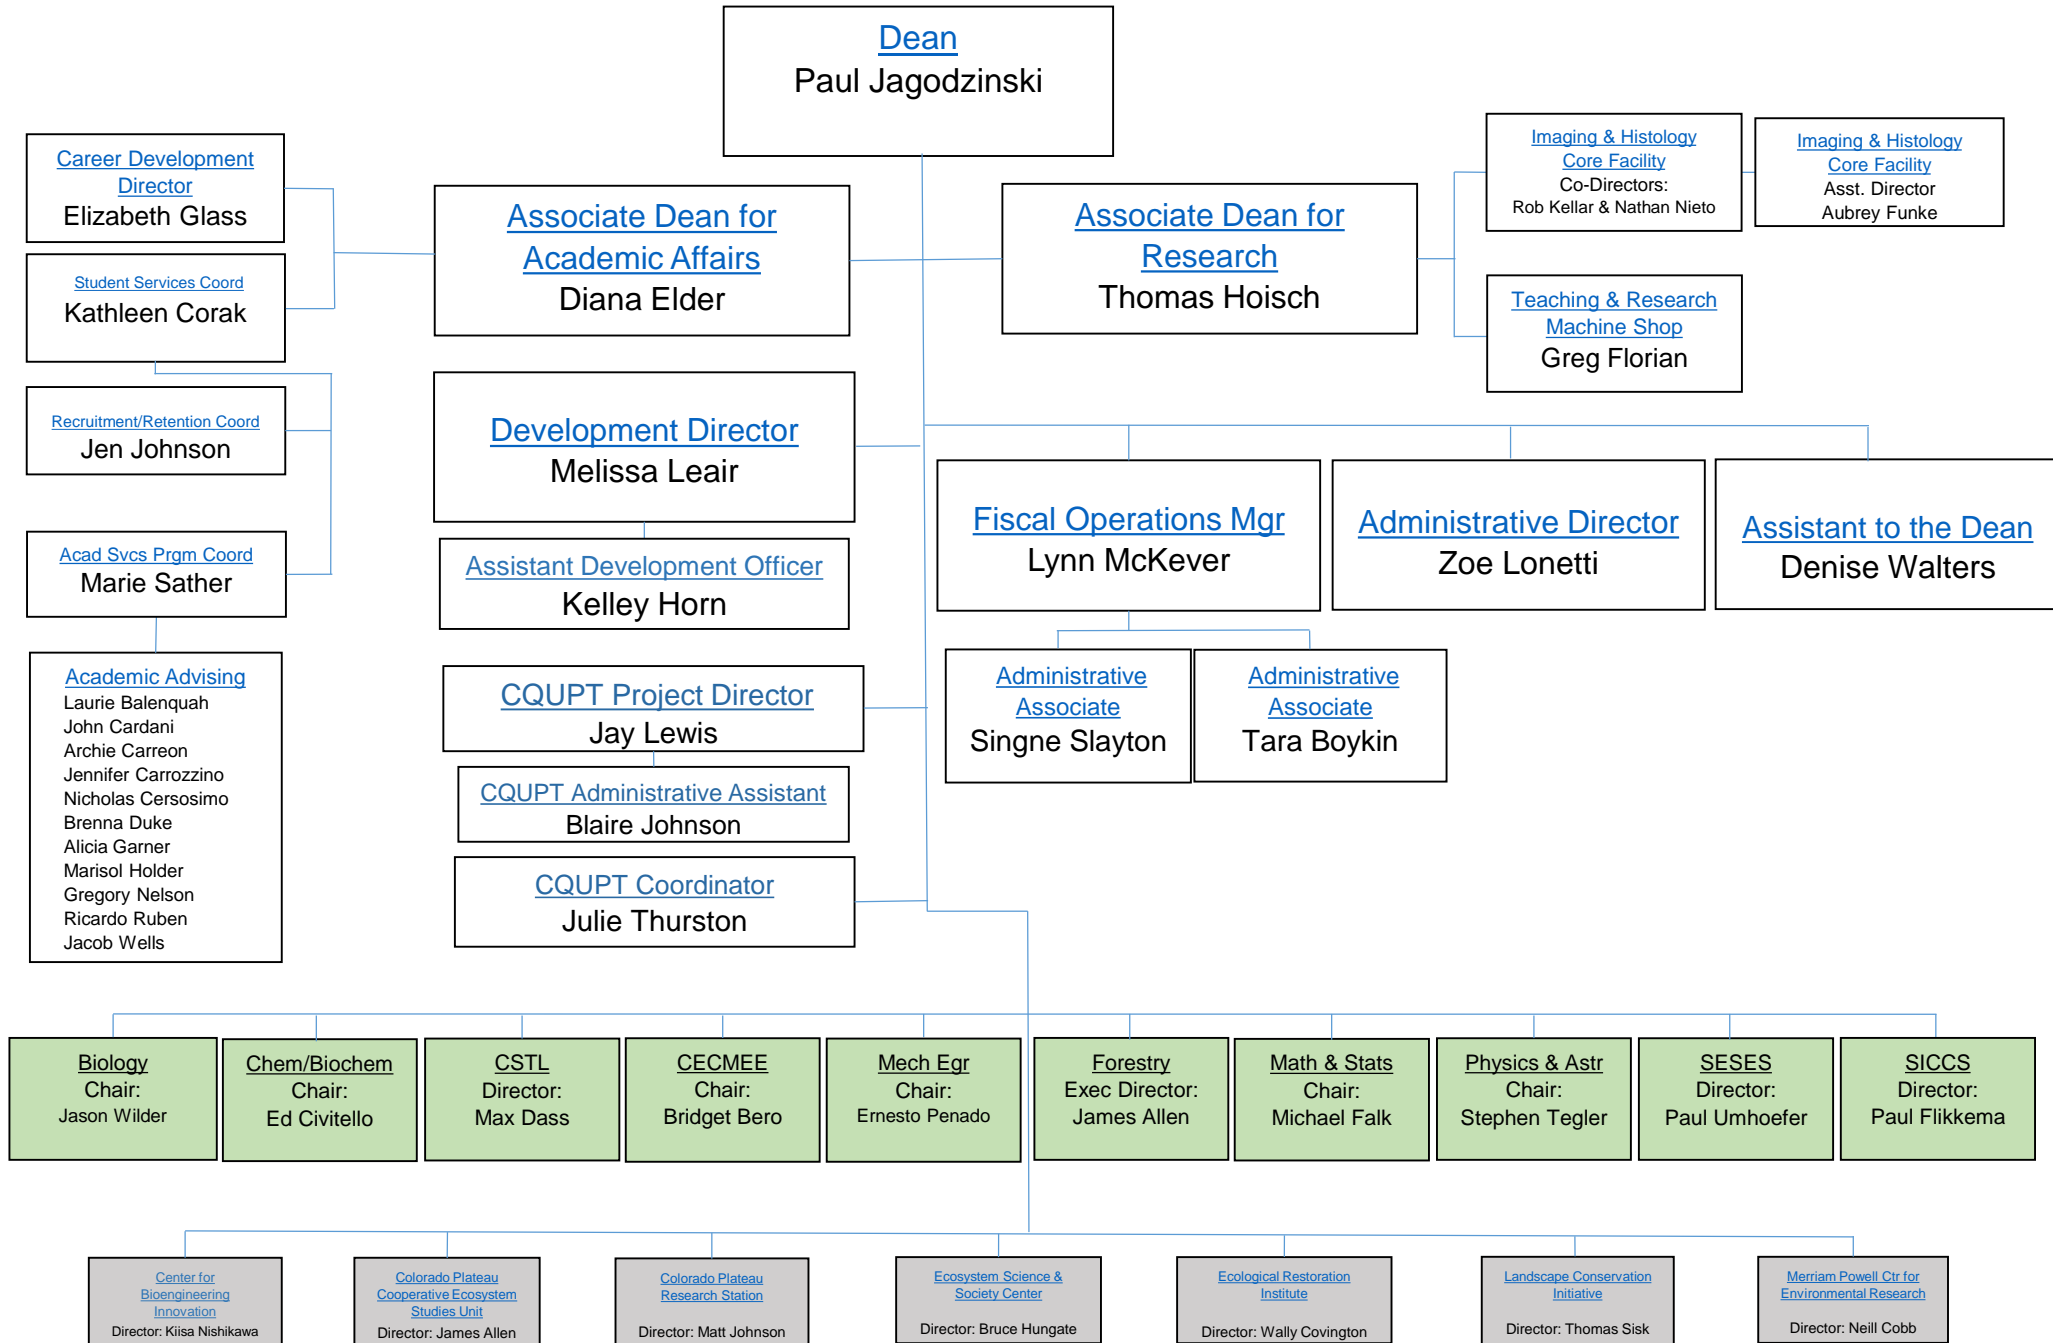 Dean
Paul Jagodzinski
Career Development
Director
Elizabeth Glass
Student Services Coord
Kathleen Corak
Recruitment/Retention Coord
Jen Johnson
Acad Svcs Prgm Coord
Marie Sather
Academic Advising
Laurie Balenquah
John Cardani
Archie Carreon
Jennifer Carrozzino
Nicholas Cersosimo
Brenna Duke
Alicia Garner
Marisol Holder
Gregory Nelson
Ricardo Ruben
Jacob Wells
Associate Dean for
Academic Affairs
Diana Elder
Associate Dean for
Research
Thomas Hoisch
Imaging & Histology
Core Facility
Co-Directors:
Rob Kellar & Nathan Nieto
Imaging & Histology
Core Facility
Asst. Director
Aubrey Funke
Teaching & Research
Machine Shop
Greg Florian
Development Director
Melissa Leair
Assistant Development Officer
Kelley Horn
CQUPT Project Director
Jay Lewis
CQUPT Administrative Assistant
Blaire Johnson
CQUPT Coordinator
Julie Thurston
Fiscal Operations Mgr
Lynn McKever
Administrative Director
Zoe Lonetti
Assistant to the Dean
Denise Walters
Administrative
Associate
Singne Slayton
Administrative
Associate
Tara Boykin
Biology
Chair:
Jason Wilder
Chem/Biochem
Chair:
Ed Civitello
CSTL
Director:
Max Dass
CECMEE
Chair:
Bridget Bero
Mech Egr
Chair:
Ernesto Penado
Forestry
Exec Director:
James Allen
Math & Stats
Chair:
Michael Falk
Physics & Astr
Chair:
Stephen Tegler
SESES
Director:
Paul Umhoefer
SICCS
Director:
Paul Flikkema
Center for
Bioengineering
Innovation
Director: Kiisa Nishikawa
Colorado Plateau
Cooperative Ecosystem
Studies Unit
Director: James Allen
Colorado Plateau
Research Station
Director: Matt Johnson
Ecosystem Science &
Society Center
Director: Bruce Hungate
Ecological Restoration
Institute
Director: Wally Covington
Landscape Conservation
Initiative
Director: Thomas Sisk
Merriam Powell Ctr for
Environmental Research
Director: Neill Cobb